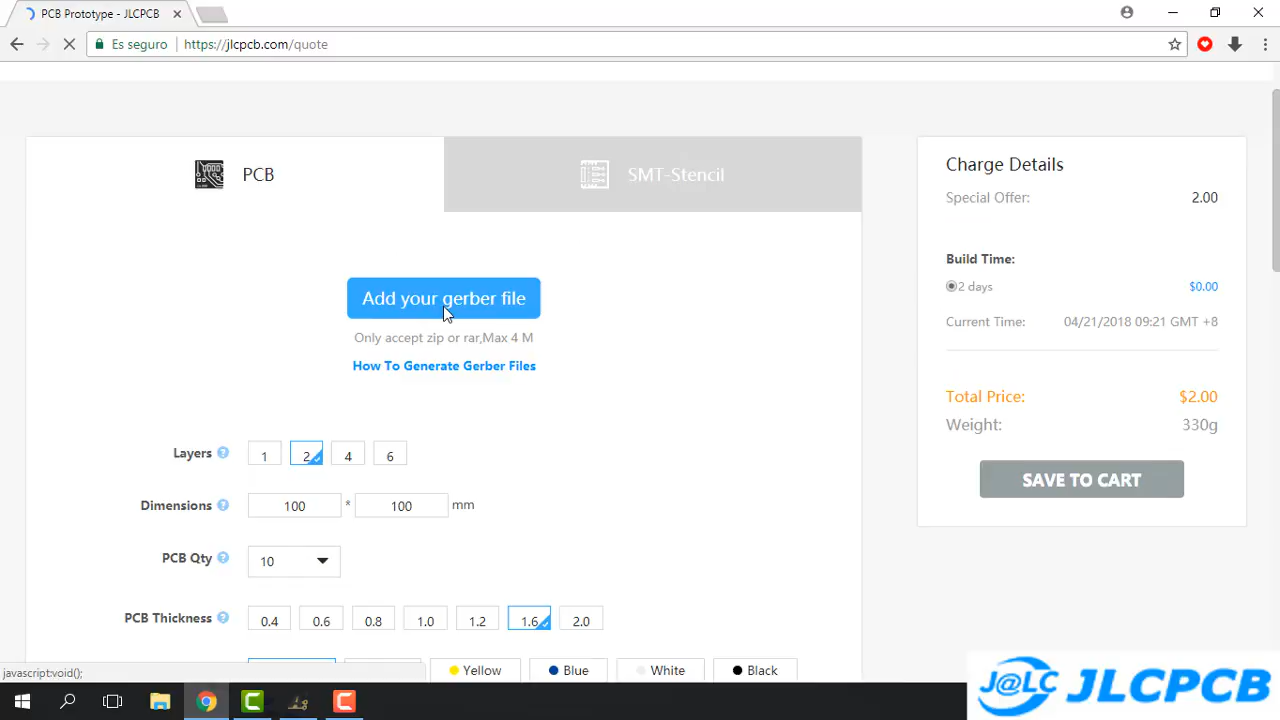 PCB Prototype - JLCPCB
Es seguro https://jlcpcb.com/quote
PCB
SMT-Stencil
Add your gerber file
Only accept zip or rar,Max 4 M
How To Generate Gerber Files
Layers ? 1 2 4 6
Dimensions ? 100 * 100 mm
PCB Qty ? 10
PCB Thickness ? 0.4 0.6 0.8 1.0 1.2 1.6 2.0
Yellow Blue White Black
Charge Details
Special Offer: 2.00
Build Time:
2 days $0.00
Current Time: 04/21/2018 09:21 GMT +8
Total Price: $2.00
Weight: 330g
SAVE TO CART
javascript:void();
J@LC JLCPCB